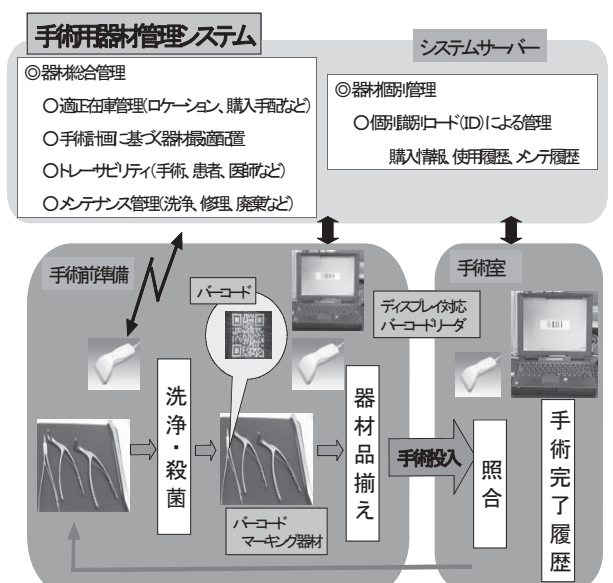 手術用器材管理システム
◎器材総合管理
○適正在庫管理(ロケーション、購入手配など)
○手術計画に基づく器材最適配置
○トレーサビリティ(手術、患者、医師など)
○メンテナンス管理(洗浄、修理、廃棄など)
システムサーバー
◎器材個別管理
○個別識別コード(ID)による管理
購入情報、使用履歴、メンテ履歴
手術前準備
バーコード
洗浄・殺菌
バーコード
マーキング器材
器材品揃え
ディスプレイ対応
バーコードリーダ
手術投入
手術室
照合
手術完了履歴